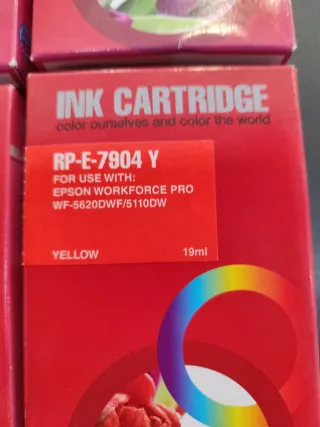 INK CARTRIDGE
color ourselves and color the world
RP-E-7904 Y
FOR USE WITH:
EPSON WORKFORCE PRO
WF-5620DWF/5110DW
YELLOW 19ml